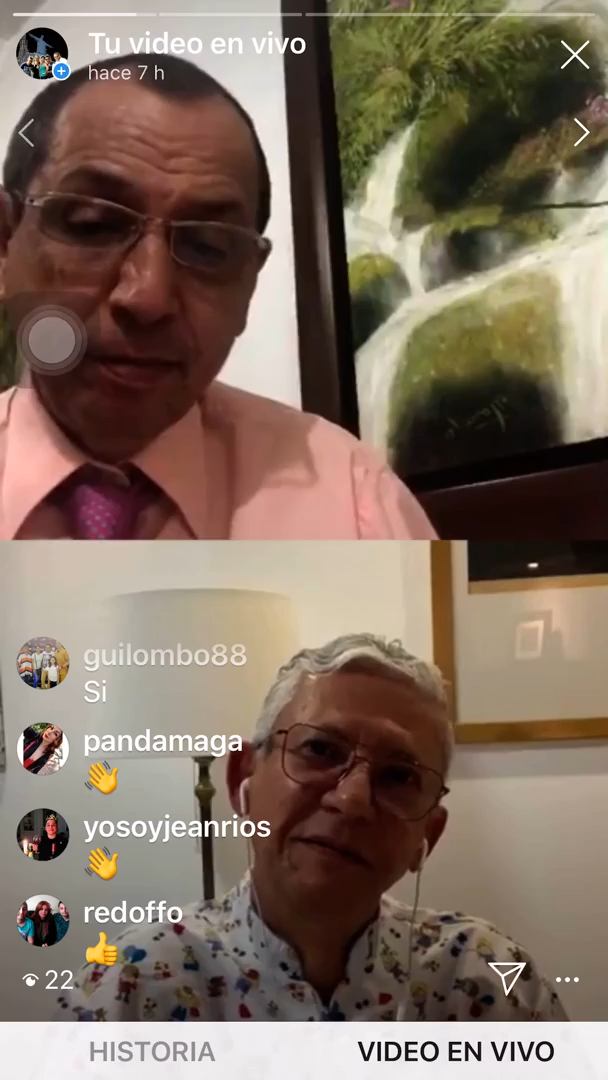 Tu video en vivo
hace 7 h
guilombo88
Si
pandamaga
👋
yosoyjeanrios
👋
redoffo
👍
22
HISTORIA
VIDEO EN VIVO